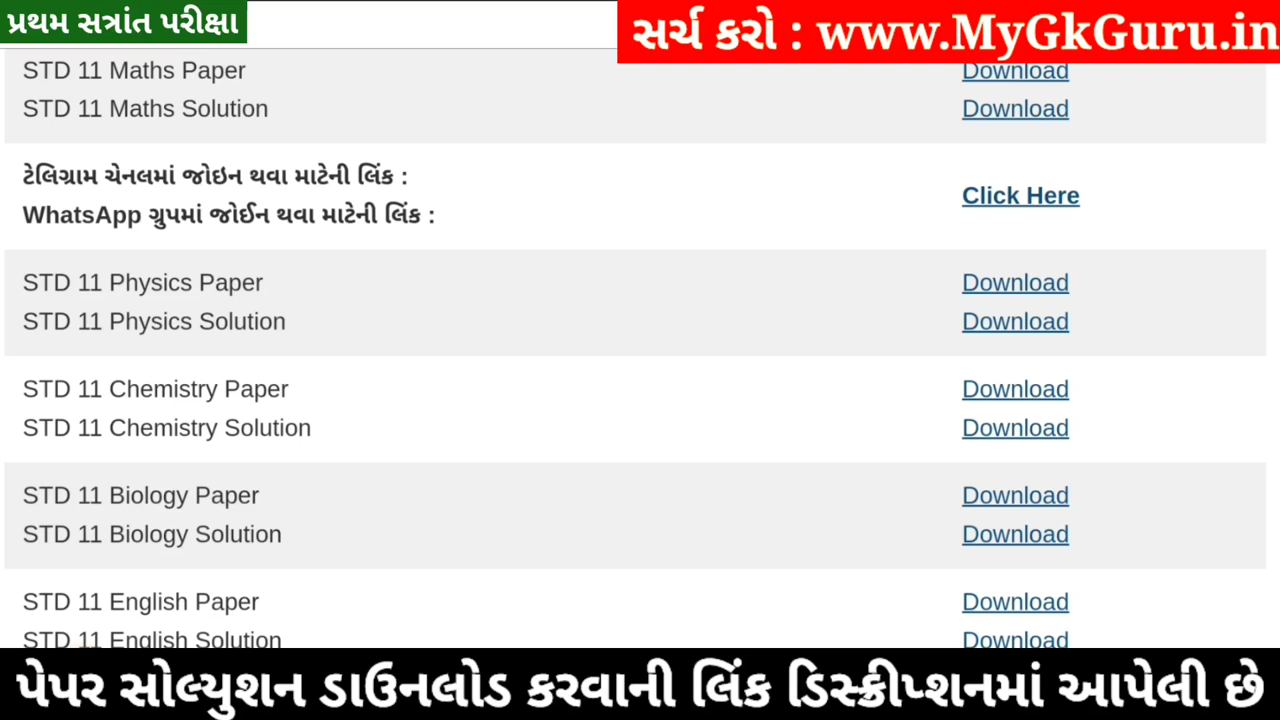 પ્રથમ સત્રાંત પરીક્ષા
સર્ચ કરો : www.MyGkGuru.in
STD 11 Maths Paper Download
STD 11 Maths Solution Download
ટેલિગ્રામ ચેનલમાં જોઇન થવા માટેની લિંક :
Click Here
WhatsApp ગ્રુપમાં જોઈન થવા માટેની લિંક :
STD 11 Physics Paper Download
STD 11 Physics Solution Download
STD 11 Chemistry Paper Download
STD 11 Chemistry Solution Download
STD 11 Biology Paper Download
STD 11 Biology Solution Download
STD 11 English Paper Download
STD 11 English Solution Download
પેપર સોલ્યુશન ડાઉનલોડ કરવાની લિંક ડિસ્ક્રીપ્શનમાં આપેલી છે